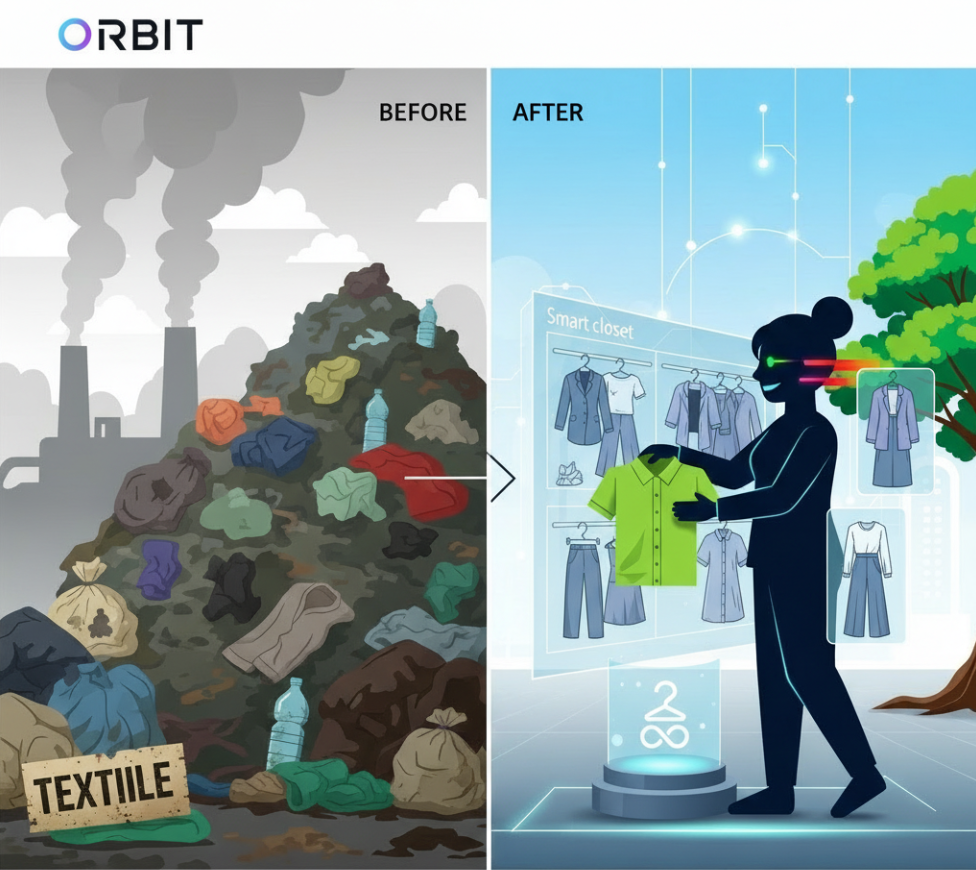 ORBIT
BEFORE
AFTER
Smart closet
TEXTIILE